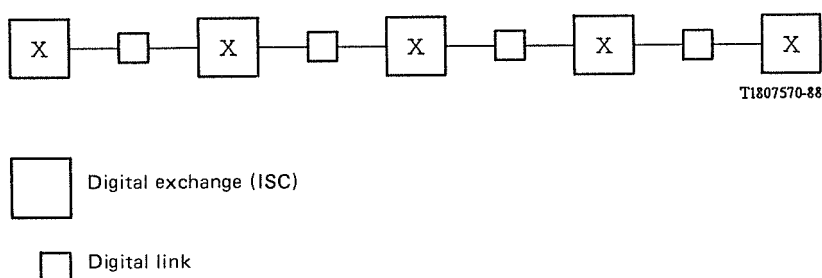 X X X X X
T1807570-88
Digital exchange (ISC)
Digital link